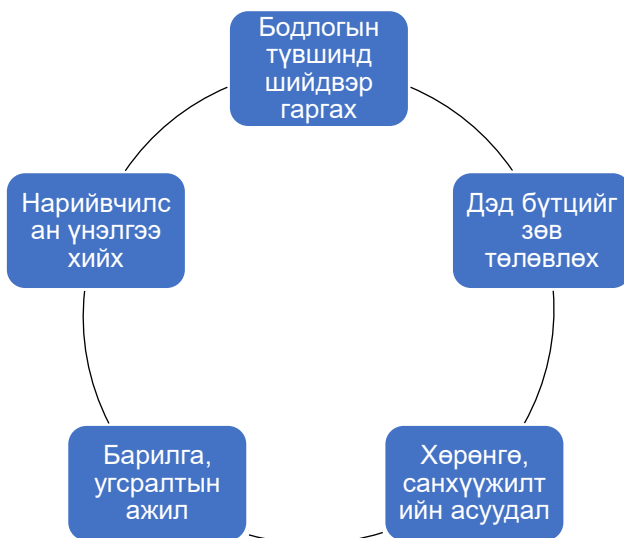 Бодлогын
түвшинд
шийдвэр
гаргах
Дэд бүтцийг
зөв
төлөвлөх
Хөрөнгө,
санхүүжилт
ийн асуудал
Барилга,
угсралтын
ажил
Нарийвчилс
ан үнэлгээ
хийх